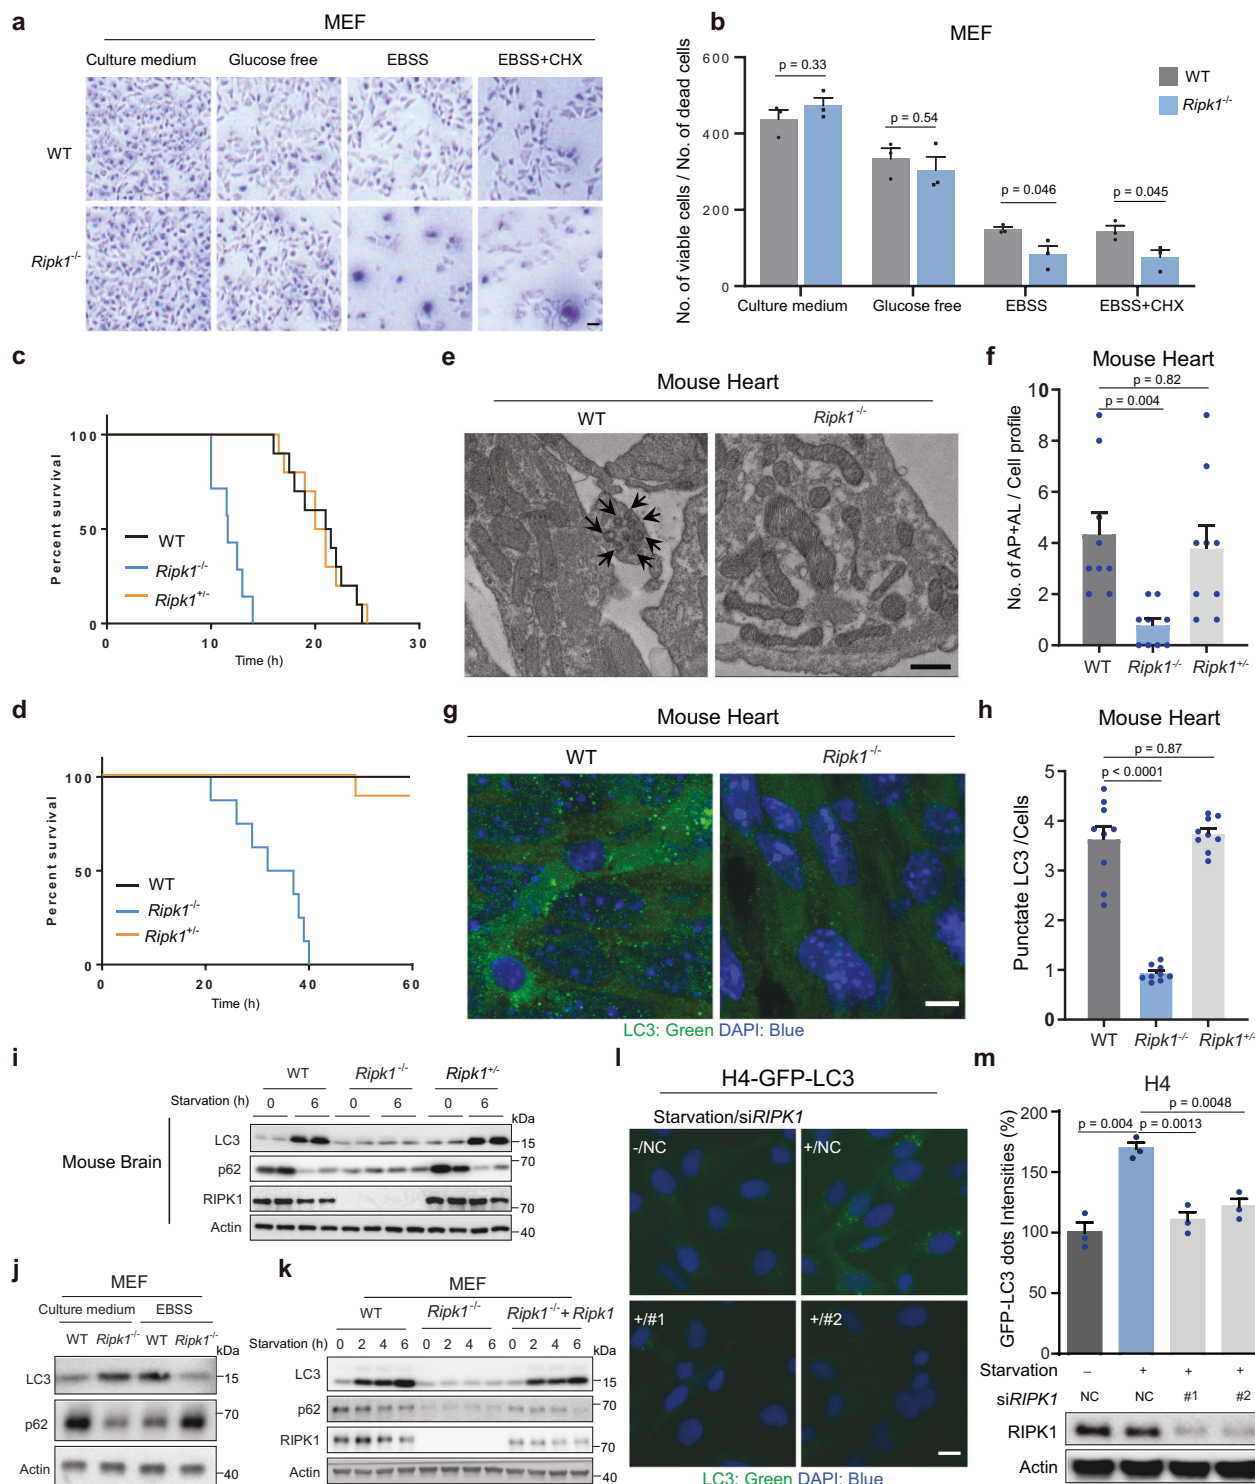 a
MEF
Culture medium Glucose free EBSS EBSS+CHX
WT
Ripk1-/-
b
MEF
No. of viable cells / No. of dead cells
600
400
200
0
p = 0.33
p = 0.54
p = 0.046
p = 0.045
WT
Ripk1-/-
Culture medium Glucose free EBSS EBSS+CHX
c
Percent survival
100
50
0
WT
Ripk1-/-
Ripk1+/-
0 10 20 30
Time (h)
d
Percent survival
100
50
0
WT
Ripk1-/-
Ripk1+/-
0 20 40 60
Time (h)
e
Mouse Heart
WT Ripk1-/-
f
Mouse Heart
No. of AP+AL / Cell profile
p = 0.82
p = 0.004
10
8
6
4
2
0
WT Ripk1-/- Ripk1+/-
g
Mouse Heart
WT Ripk1-/-
LC3: Green DAPI: Blue
h
Mouse Heart
Punctate LC3 /Cells
p = 0.87
p < 0.0001
5
4
3
2
1
0
WT Ripk1-/- Ripk1+/-
i
WT Ripk1-/- Ripk1+/-
Starvation (h) 0 6 0 6 0 6
kDa
Mouse Brain
LC3 15
p62 70
RIPK1 70
Actin 40
j
MEF
Culture medium EBSS
WT Ripk1-/- WT Ripk1-/-
kDa
LC3 15
p62 70
Actin 40
k
MEF
WT Ripk1-/- Ripk1-/-+Ripk1
Starvation (h) 0 2 4 6 0 2 4 6 0 2 4 6
kDa
LC3 15
p62 70
RIPK1 70
Actin 40
l
H4-GFP-LC3
Starvation/siRIPK1
-/NC +/NC
+/#1 +/#2
LC3: Green DAPI: Blue
m
H4
GFP-LC3 dots Intensities (%)
p = 0.0048
p = 0.004 p = 0.0013
200
150
100
50
0
Starvation – + + +
siRIPK1 NC NC #1 #2
RIPK1
Actin